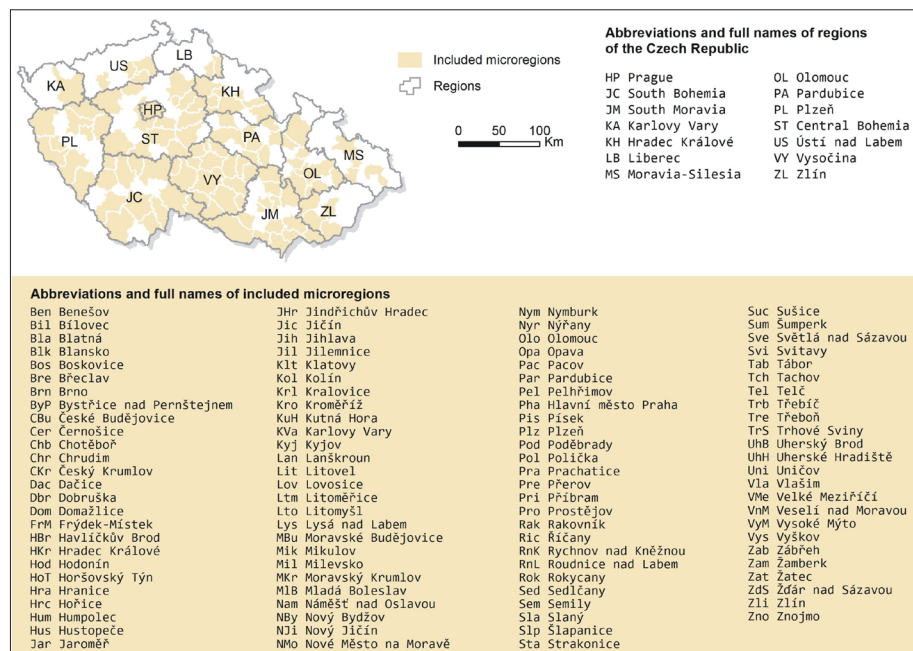 LB
US
KA
KH
HP
PL
ST
PA
MS
OL
VY
JC
JM
ZL
Included microregions
Regions
0 50 100
Km
Abbreviations and full names of regions
of the Czech Republic
HP Prague
JC South Bohemia
JM South Moravia
KA Karlovy Vary
KH Hradec Králové
LB Liberec
MS Moravia-Silesia
OL Olomouc
PA Pardubice
PL Plzeň
ST Central Bohemia
US Ústí nad Labem
VY Vysočina
ZL Zlín
Abbreviations and full names of included microregions
Ben Benešov
Bil Bílovec
Bla Blatná
Blk Blansko
Bos Boskovice
Bre Břeclav
Brn Brno
ByP Bystřice nad Pernštejnem
CBu České Budějovice
Cer Černošice
Chb Chotěboř
Chr Chrudim
CKr Český Krumlov
Dac Dačice
Dbr Dobruška
Dom Domažlice
FrM Frýdek-Místek
HBr Havlíčkův Brod
HKr Hradec Králové
Hod Hodonín
HoT Horšovský Týn
Hra Hranice
Hrc Hořice
Hum Humpolec
Hus Hustopeče
Jar Jaroměř
JHr Jindřichův Hradec
Jic Jičín
Jih Jihlava
Jil Jilemnice
Klt Klatovy
Kol Kolín
Krl Kralovice
Kro Kroměříž
KuH Kutná Hora
KVa Karlovy Vary
Kyj Kyjov
Lan Lanškroun
Lit Litovel
Lov Lovosice
Ltm Litoměřice
Lto Litomyšl
Lys Lysá nad Labem
MBu Moravské Budějovice
Mik Mikulov
Mil Milevsko
MKr Moravský Krumlov
MlB Mladá Boleslav
Nam Náměšť nad Oslavou
NBy Nový Bydžov
NJi Nový Jičín
NMo Nové Město na Moravě
Nym Nymburk
Nyr Nýřany
Olo Olomouc
Opa Opava
Pac Pacov
Par Pardubice
Pel Pelhřimov
Pha Hlavní město Praha
Pis Písek
Plz Plzeň
Pod Poděbrady
Pol Polička
Pra Prachatice
Pre Přerov
Pri Příbram
Pro Prostějov
Rak Rakovník
Ric Říčany
RnK Rychnov nad Kněžnou
RnL Roudnice nad Labem
Rok Rokycany
Sed Sedlčany
Sem Semily
Sla Slaný
Slp Šlapanice
Sta Strakonice
Suc Sušice
Sum Šumperk
Sve Světlá nad Sázavou
Svi Svitavy
Tab Tábor
Tch Tachov
Tel Telč
Trb Třebíč
Tre Třeboň
TrS Trhové Sviny
UhB Uherský Brod
UhH Uherské Hradiště
Uni Uničov
Vla Vlašim
VMe Velké Meziříčí
VnM Veselí nad Moravou
VyM Vysoké Mýto
Vys Vyškov
Zab Zábřeh
Zam Žamberk
Zat Žatec
ZdS Žďár nad Sázavou
Zli Zlín
Zno Znojmo